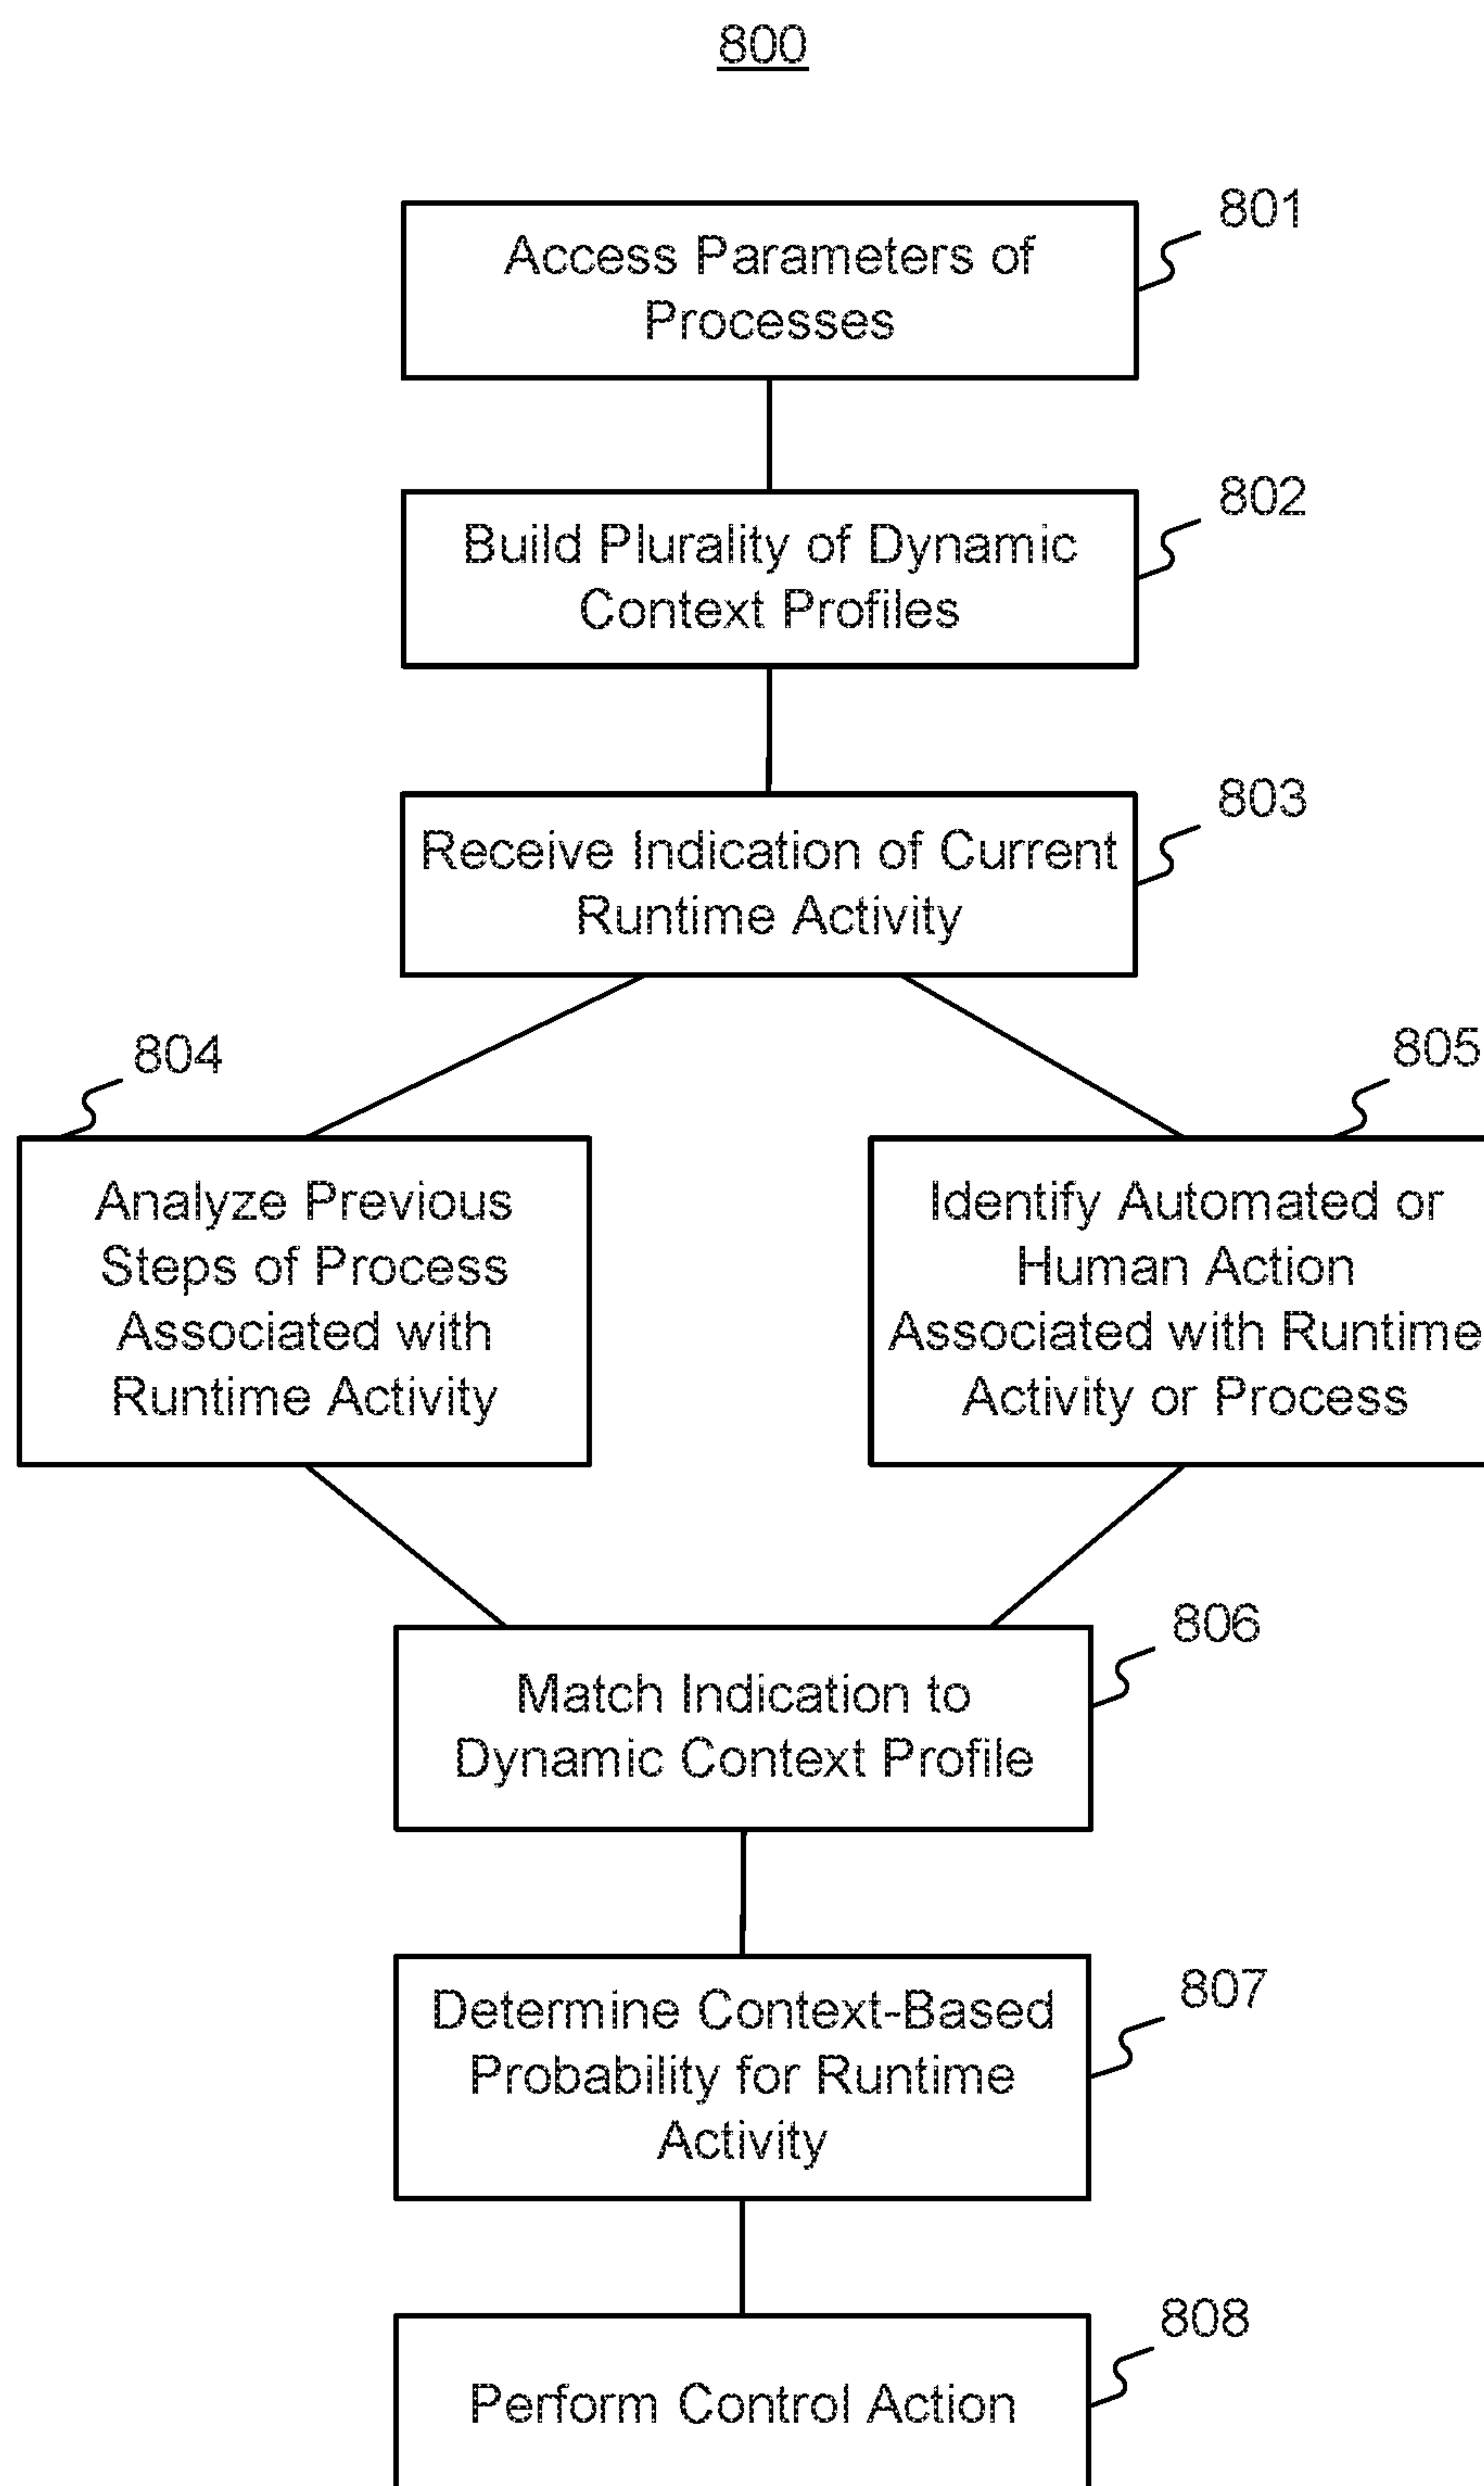 800
801
Access Parameters of
Processes
802
Build Plurality of Dynamic
Context Profiles
803
Receive Indication of Current
Runtime Activity
804
Analyze Previous
Steps of Process
Associated with
Runtime Activity
805
Identify Automated or
Human Action
Associated with Runtime
Activity or Process
806
Match Indication to
Dynamic Context Profile
807
Determine Context-Based
Probability for Runtime
Activity
808
Perform Control Action